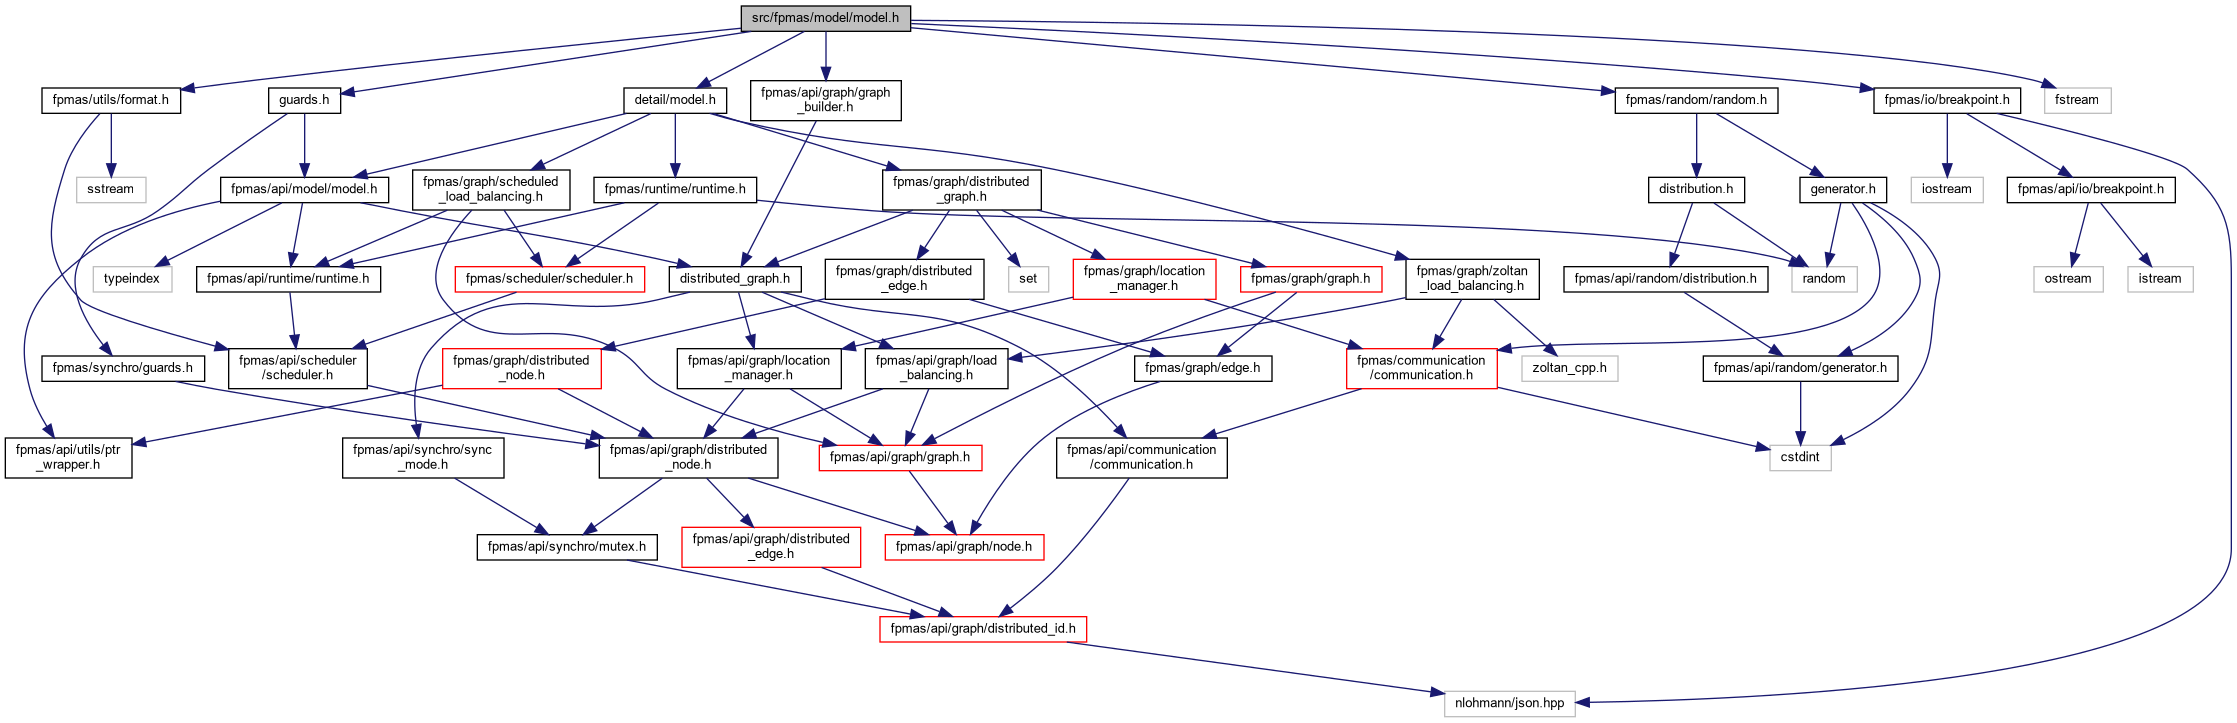 src/fpmas/model/model.h
fpmas/utils/format.h
guards.h
detail/model.h
fpmas/api/graph/graph
_builder.h
fpmas/random/random.h
fpmas/io/breakpoint.h
fstream
sstream
fpmas/api/model/model.h
fpmas/graph/scheduled
_load_balancing.h
fpmas/runtime/runtime.h
fpmas/graph/distributed
_graph.h
distribution.h
generator.h
iostream
fpmas/api/io/breakpoint.h
typeindex
fpmas/api/runtime/runtime.h
fpmas/scheduler/scheduler.h
distributed_graph.h
fpmas/graph/distributed
_edge.h
set
fpmas/graph/location
_manager.h
fpmas/graph/graph.h
fpmas/graph/zoltan
_load_balancing.h
fpmas/api/random/distribution.h
random
ostream
istream
fpmas/synchro/guards.h
fpmas/api/scheduler
/scheduler.h
fpmas/graph/distributed
_node.h
fpmas/api/graph/location
_manager.h
fpmas/api/graph/load
_balancing.h
fpmas/graph/edge.h
fpmas/communication
/communication.h
zoltan_cpp.h
fpmas/api/random/generator.h
fpmas/api/utils/ptr
_wrapper.h
fpmas/api/synchro/sync
_mode.h
fpmas/api/graph/distributed
_node.h
fpmas/api/graph/graph.h
fpmas/api/communication
/communication.h
cstdint
fpmas/api/synchro/mutex.h
fpmas/api/graph/distributed
_edge.h
fpmas/api/graph/node.h
fpmas/api/graph/distributed_id.h
nlohmann/json.hpp